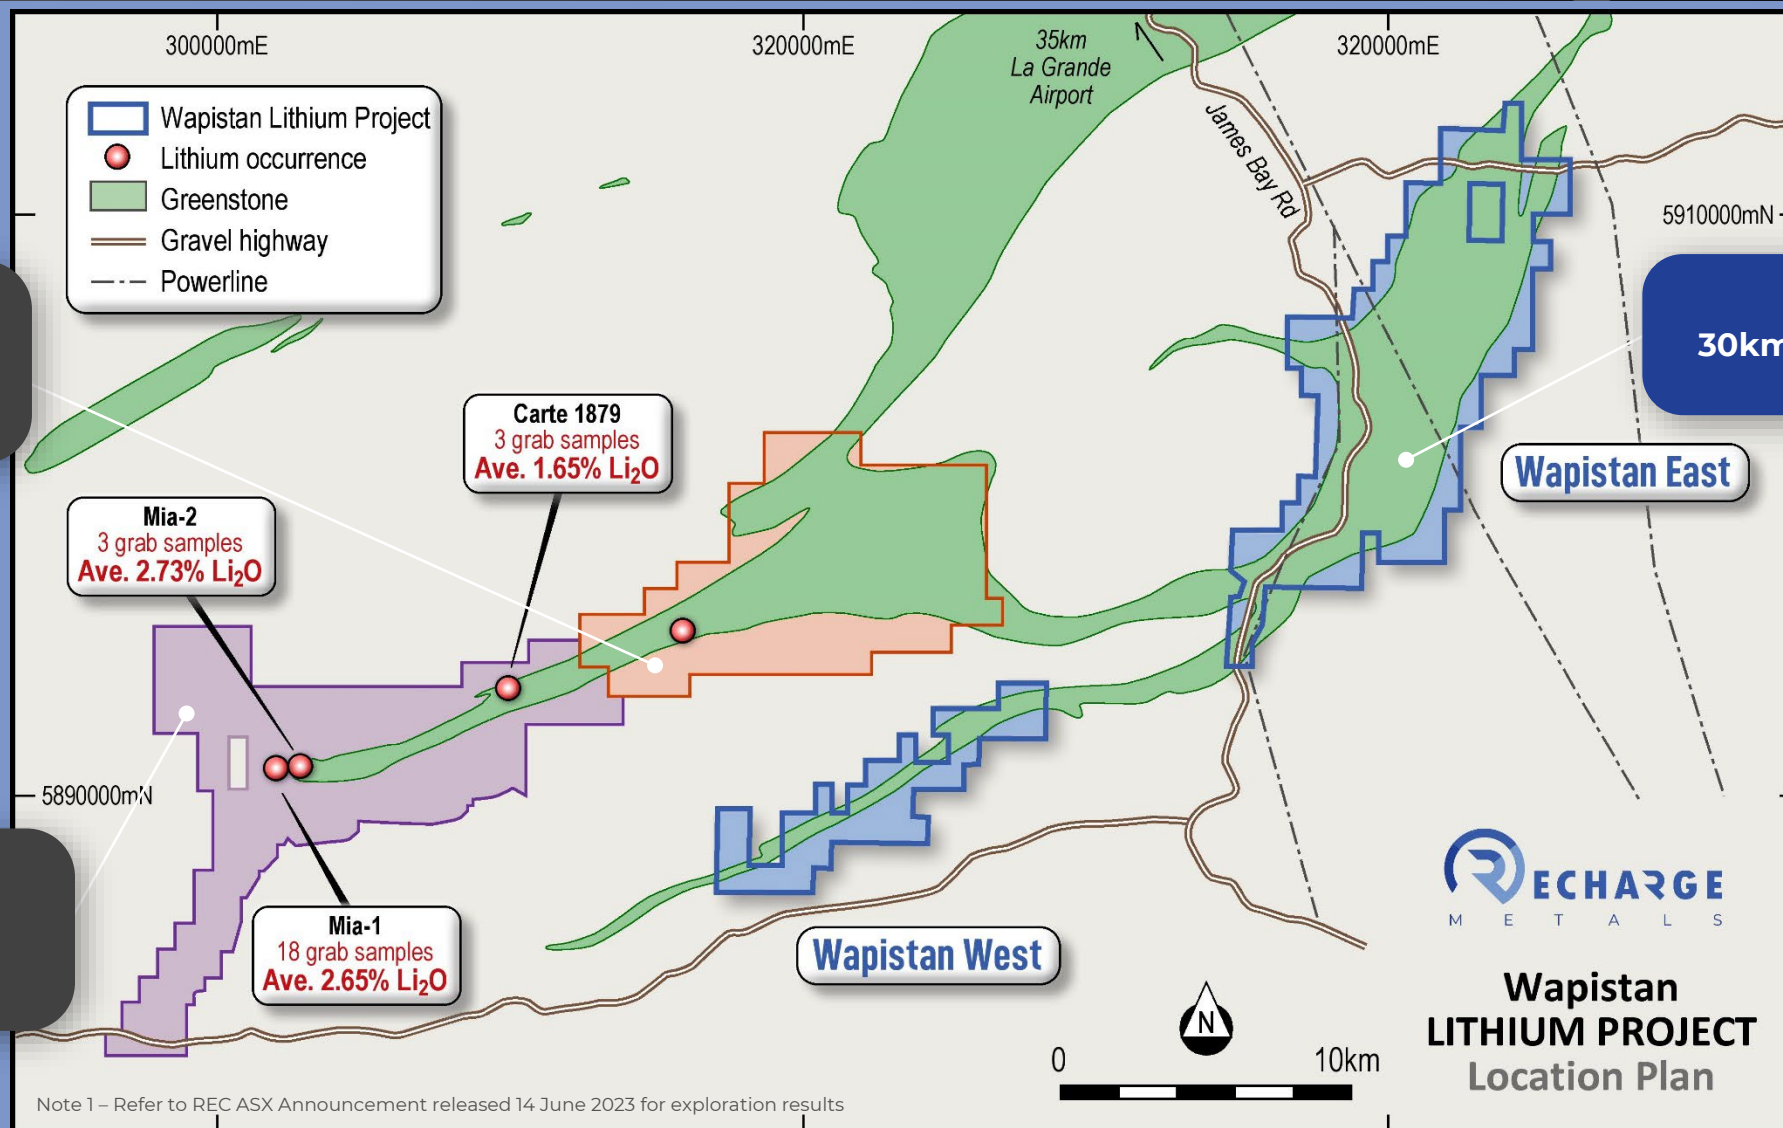 300000mE
320000mE
320000mE
35km
La Grande
Airport
James Bay Rd
Wapistan Lithium Project
Lithium occurrence
Greenstone
Gravel highway
Powerline
5910000mN
30km
Carte 1879
3 grab samples
Ave. 1.65% Li₂O
Wapistan East
Mia-2
3 grab samples
Ave. 2.73% Li₂O
5890000mN
Mia-1
18 grab samples
Ave. 2.65% Li₂O
Wapistan West
RECHARGE
METALS
N
Wapistan
LITHIUM PROJECT
Location Plan
0 10km
Note 1 – Refer to REC ASX Announcement released 14 June 2023 for exploration results